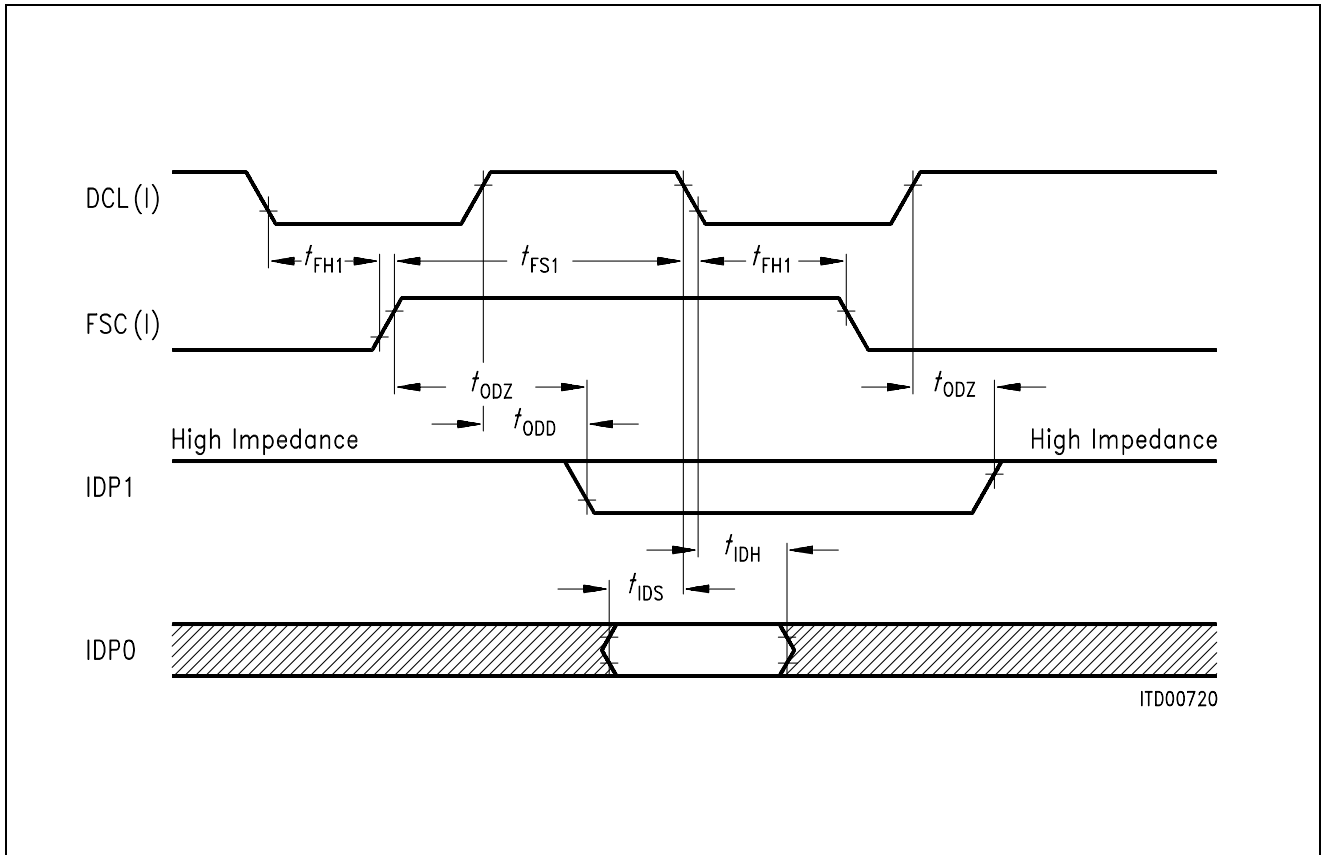 DCL (I)
tFH1 tFS1 tFH1
FSC (I)
tODZ tODZ
tODD
High Impedance High Impedance
IDP1
tIDH
tIDS
IDP0
ITD00720